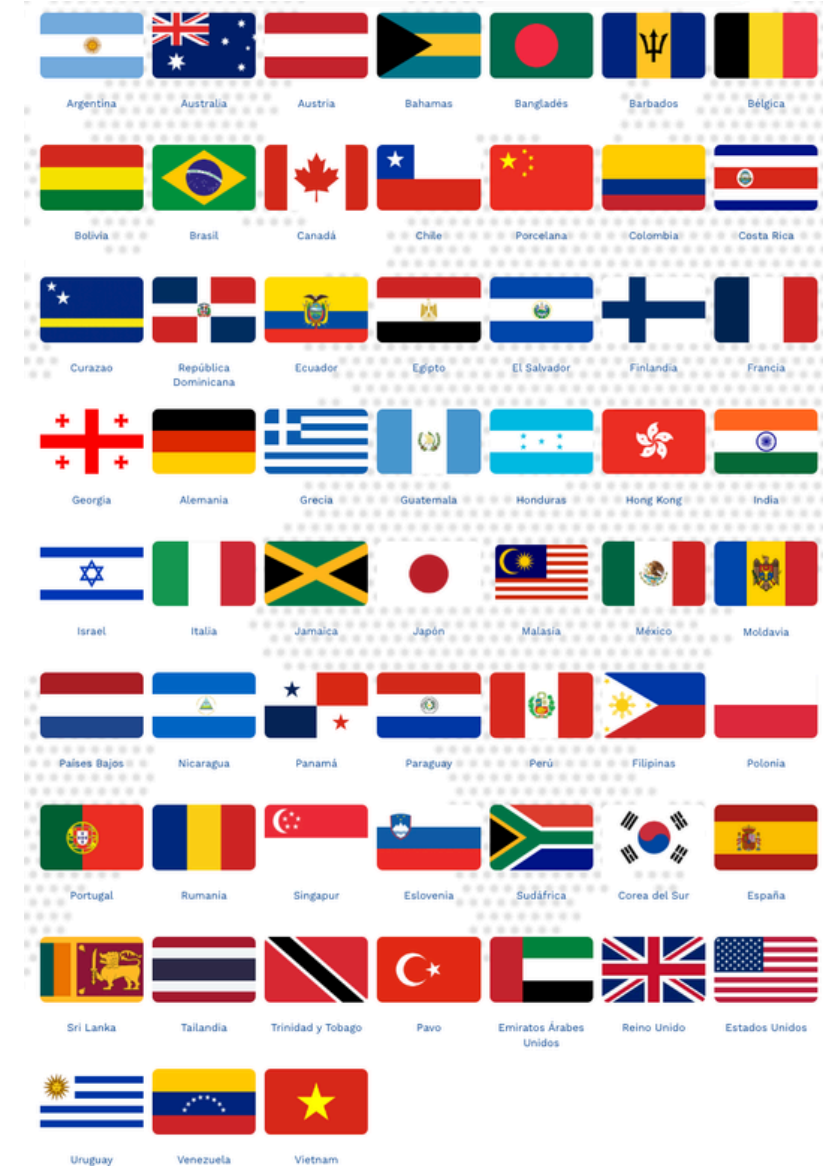 Argentina
Australia
Austria
Bahamas
Bangladés
Barbados
Bélgica
Bolivia
Brasil
Canadá
Chile
Porcelana
Colombia
Costa Rica
Curazao
República
Dominicana
Ecuador
Egipto
El Salvador
Finlandia
Francia
Georgia
Alemania
Grecia
Guatemala
Honduras
Hong Kong
India
Israel
Italia
Jamaica
Japón
Malasia
México
Moldavia
Países Bajos
Nicaragua
Panamá
Paraguay
Perú
Filipinas
Polonia
Portugal
Rumania
Singapur
Eslovenia
Sudáfrica
Corea del Sur
España
Sri Lanka
Tailandia
Trinidad y Tobago
Pavo
Emiratos Árabes
Unidos
Reino Unido
Estados Unidos
Uruguay
Venezuela
Vietnam